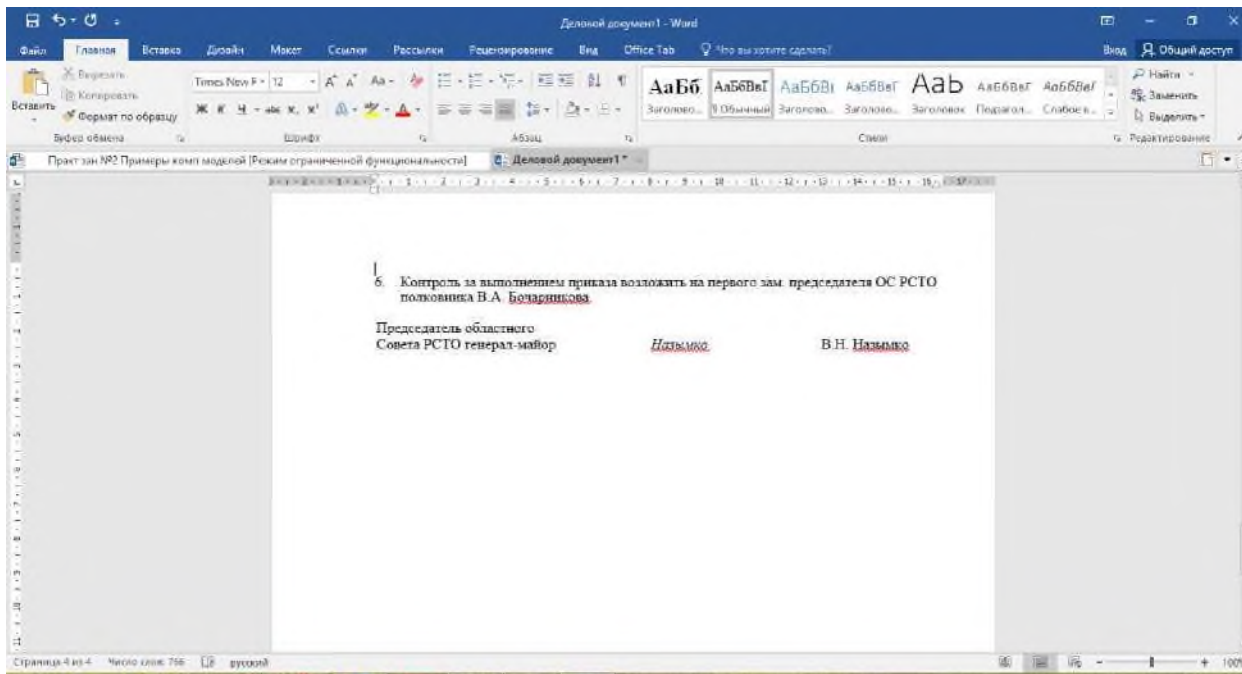 Деловой документ1 - Word
Файл Главная Вставка Дизайн Макет Ссылки Рассылки Рецензирование Вид Office Tab Что вы хотите сделать? Вход Общий доступ
Вырезать
Копировать
Вставить
Формат по образцу
Буфер обмена
Times New R 12
Ж К Ч abc x, x'
Шрифт
Абзац
АаБб АаБбВвГ АаБбВı АаБбВвГ АаБ АаБбВвГ АаБбВвГ
Заголово... ¶ Обычный Заголово... Заголово... Заголовок Подзагол... Слабое в...
Стили
Найти
Заменить
Выделить
Редактирование
Практ зан №2 Примеры комп моделей [Режим ограниченной функциональности] Деловой документ1 *
6. Контроль за выполнением приказа возложить на первого зам. председателя ОС РСТО
полковника В.А. Бочарникова.
Председатель областного
Совета РСТО генерал-майор Назымко В.Н. Назымко
Страница 4 из 4 Число слов: 766 русский 100%